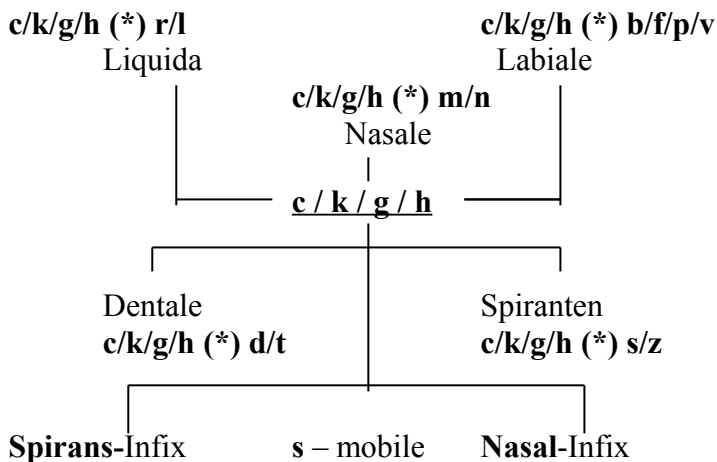 c/k/g/h (*) r/l c/k/g/h (*) b/f/p/v
Liquida Labiale
c/k/g/h (*) m/n
Nasale
c / k / g / h
Dentale Spiranten
c/k/g/h (*) d/t c/k/g/h (*) s/z
Spirans-Infix s – mobile Nasal-Infix